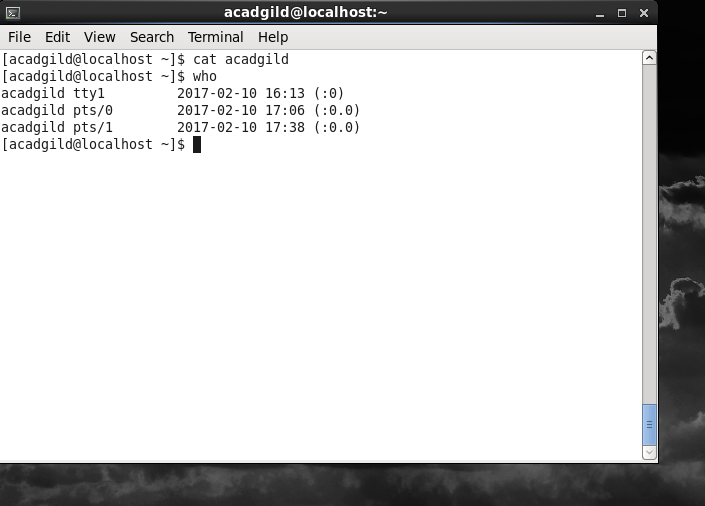 acadgild@localhost:~
File Edit View Search Terminal Help
[acadgild@localhost ~]$ cat acadgild
[acadgild@localhost ~]$ who
acadgild tty1         2017-02-10 16:13 (:0)
acadgild pts/0        2017-02-10 17:06 (:0.0)
acadgild pts/1        2017-02-10 17:38 (:0.0)
[acadgild@localhost ~]$